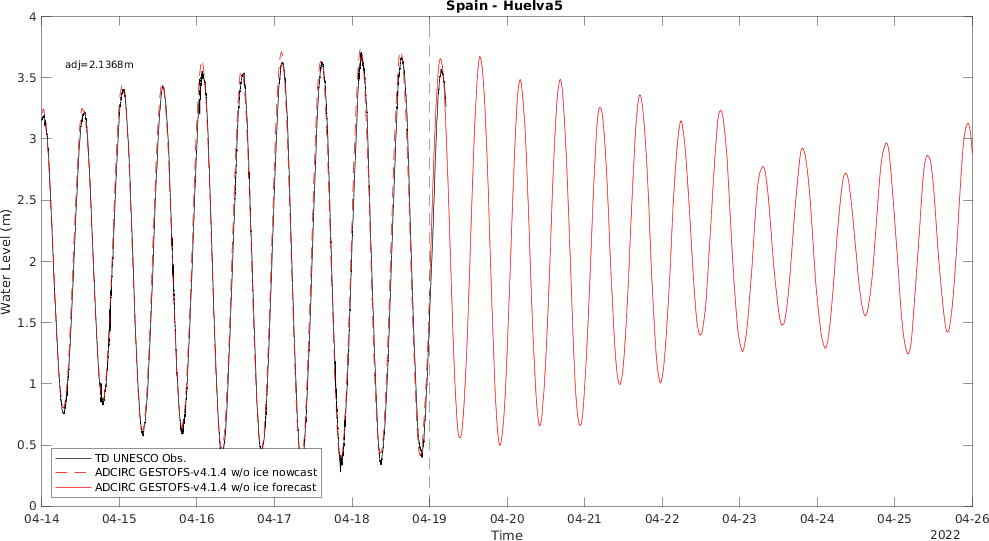 Spain - Huelva5
4
3.5
3
2.5
2
1.5
1
0.5
0
Water Level (m)
adj=2.1368m
TD UNESCO Obs.
ADCIRC GESTOFS-v4.1.4 w/o ice nowcast
ADCIRC GESTOFS-v4.1.4 w/o ice forecast
04-14 04-15 04-16 04-17 04-18 04-19 04-20 04-21 04-22 04-23 04-24 04-25 04-26
Time
2022